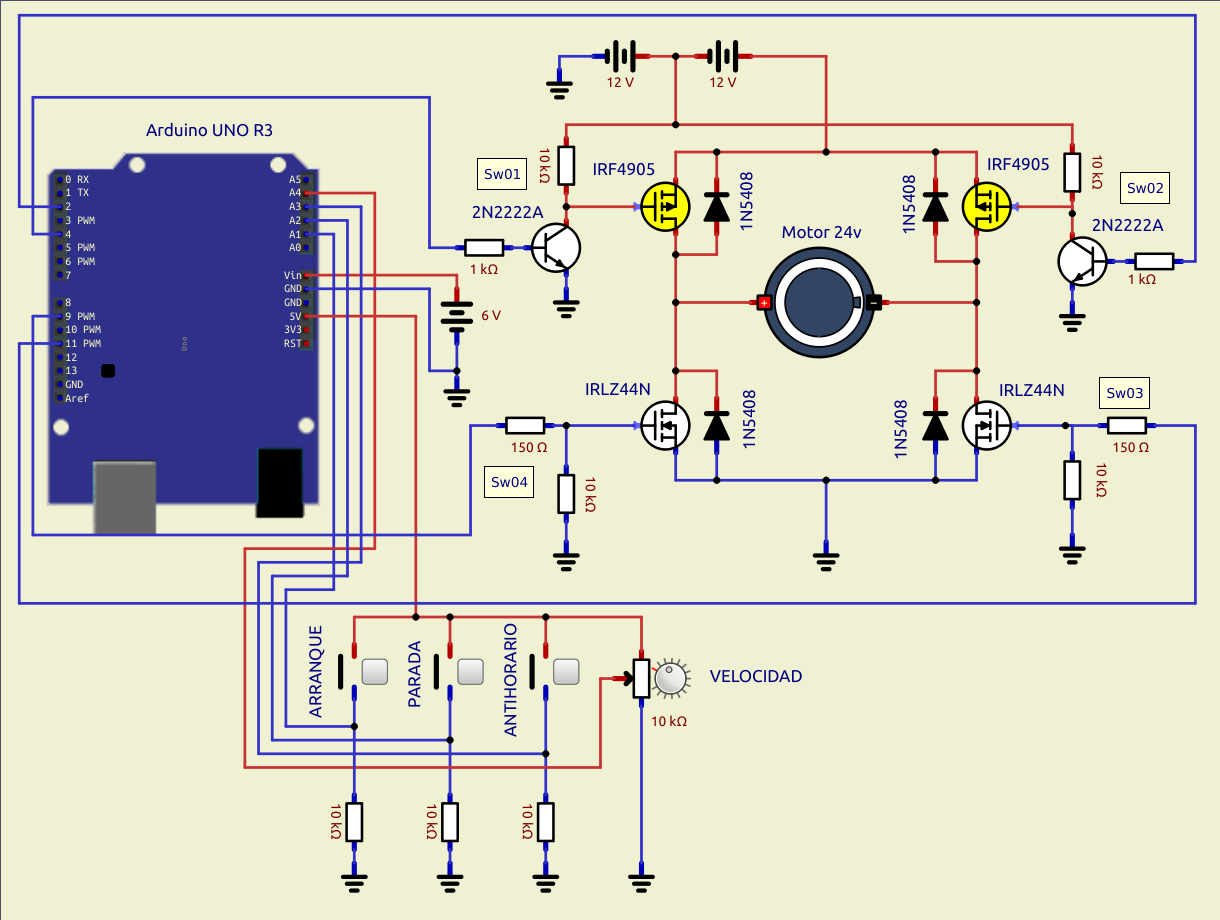 Arduino UNO R3
0 RX
1 TX
2
3 PWM
4
5 PWM
6 PWM
7
8
9 PWM
10 PWM
11 PWM
12
13
GND
Aref
A5
A4
A3
A2
A1
A0
Vin
GND
GND
5V
3V3
RST
Uno
6 V
12 V
12 V
Sw01
10 kΩ
IRF4905
1N5408
2N2222A
1 kΩ
Motor 24v
+
-
1N5408
IRF4905
10 kΩ
Sw02
2N2222A
1 kΩ
IRLZ44N
1N5408
150 Ω
Sw04
10 kΩ
1N5408
IRLZ44N
Sw03
150 Ω
10 kΩ
ARRANQUE
PARADA
ANTIHORARIO
VELOCIDAD
10 kΩ
10 kΩ
10 kΩ
10 kΩ